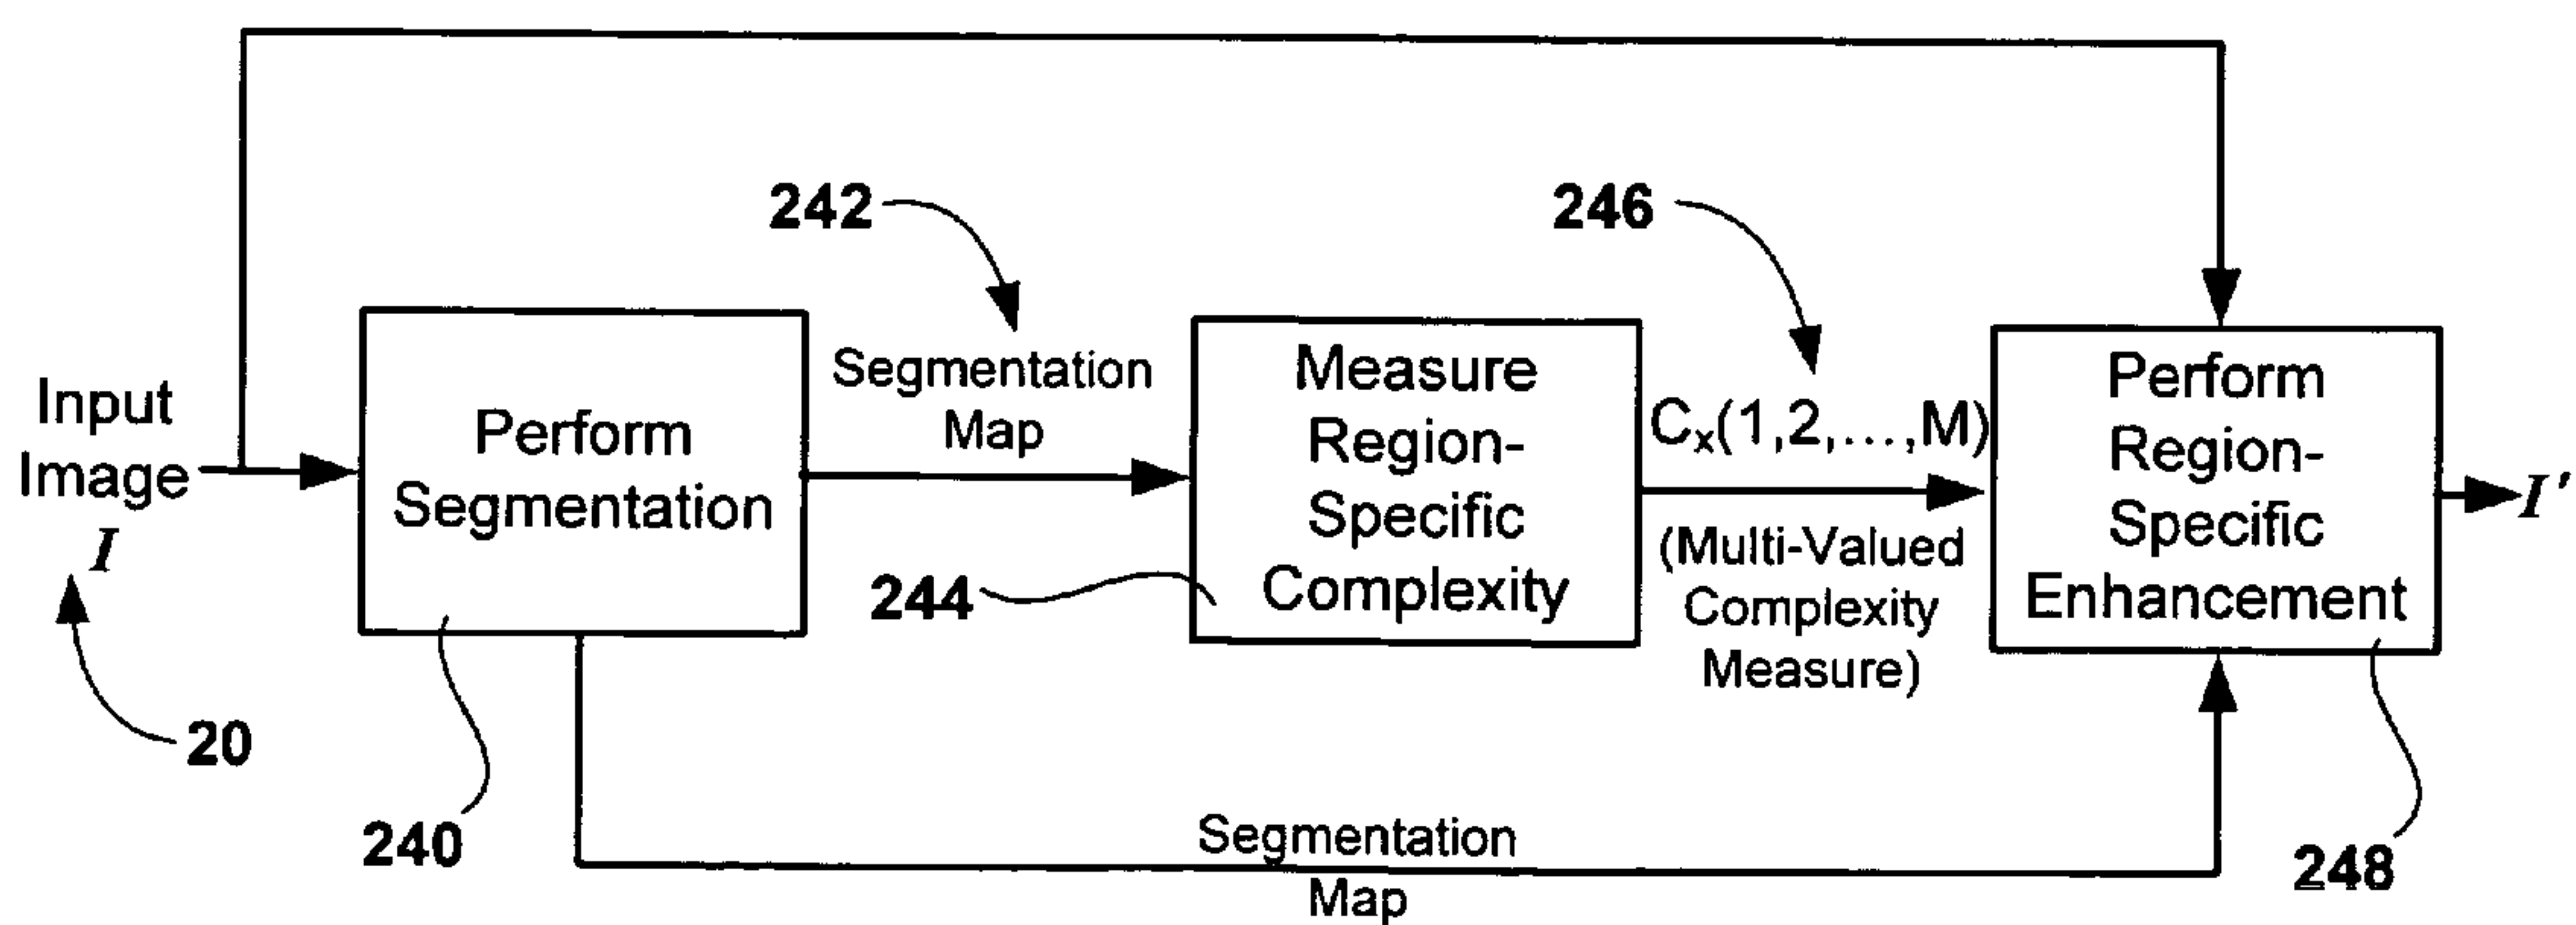 242
246
Input
Image
I
20
Perform
Segmentation
240
Segmentation
Map
244
Measure
Region-
Specific
Complexity
Cₓ(1,2,...,M)
(Multi-Valued
Complexity
Measure)
Perform
Region-
Specific
Enhancement
I'
248
Segmentation
Map